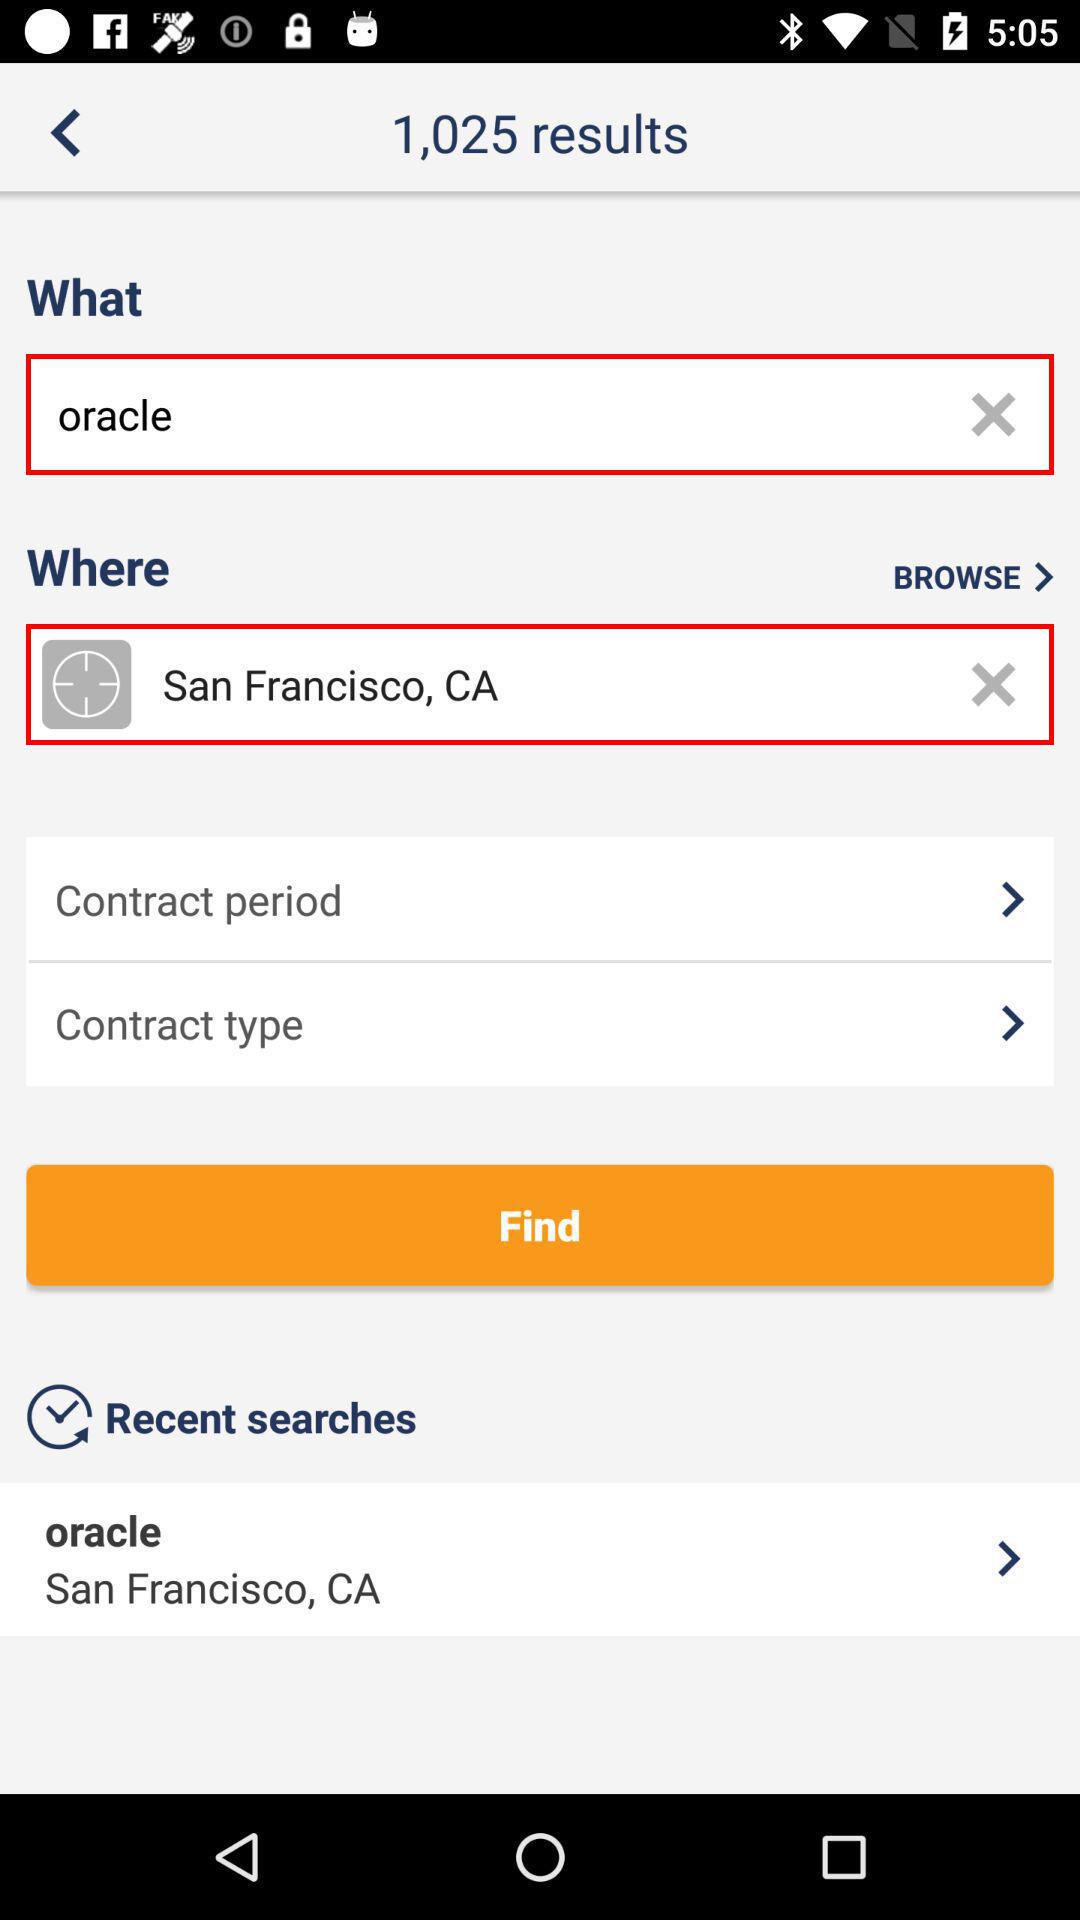 FAKE
5:05
1,025 results
What
oracle
Where
BROWSE
San Francisco, CA
Contract period
Contract type
Find
Recent searches
oracle
San Francisco, CA